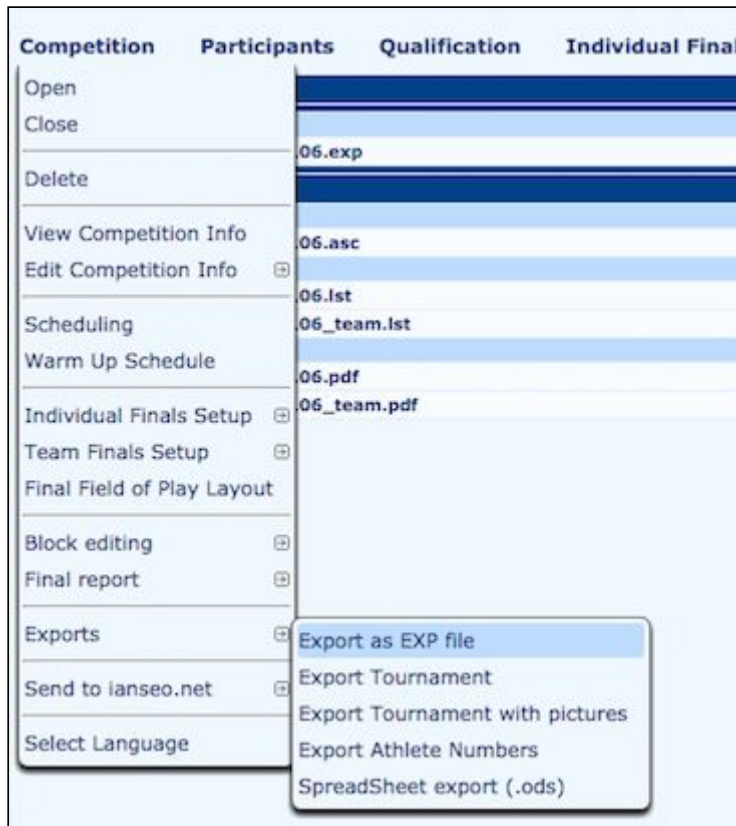 Competition Participants Qualification Individual Final
Open
Close
.06.exp
Delete
View Competition Info
.06.asc
Edit Competition Info
.06.lst
Scheduling
.06_team.lst
Warm Up Schedule
.06.pdf
Individual Finals Setup
.06_team.pdf
Team Finals Setup
Final Field of Play Layout
Block editing
Final report
Exports
Export as EXP file
Export Tournament
Send to ianseo.net
Export Tournament with pictures
Select Language
Export Athlete Numbers
SpreadSheet export (.ods)